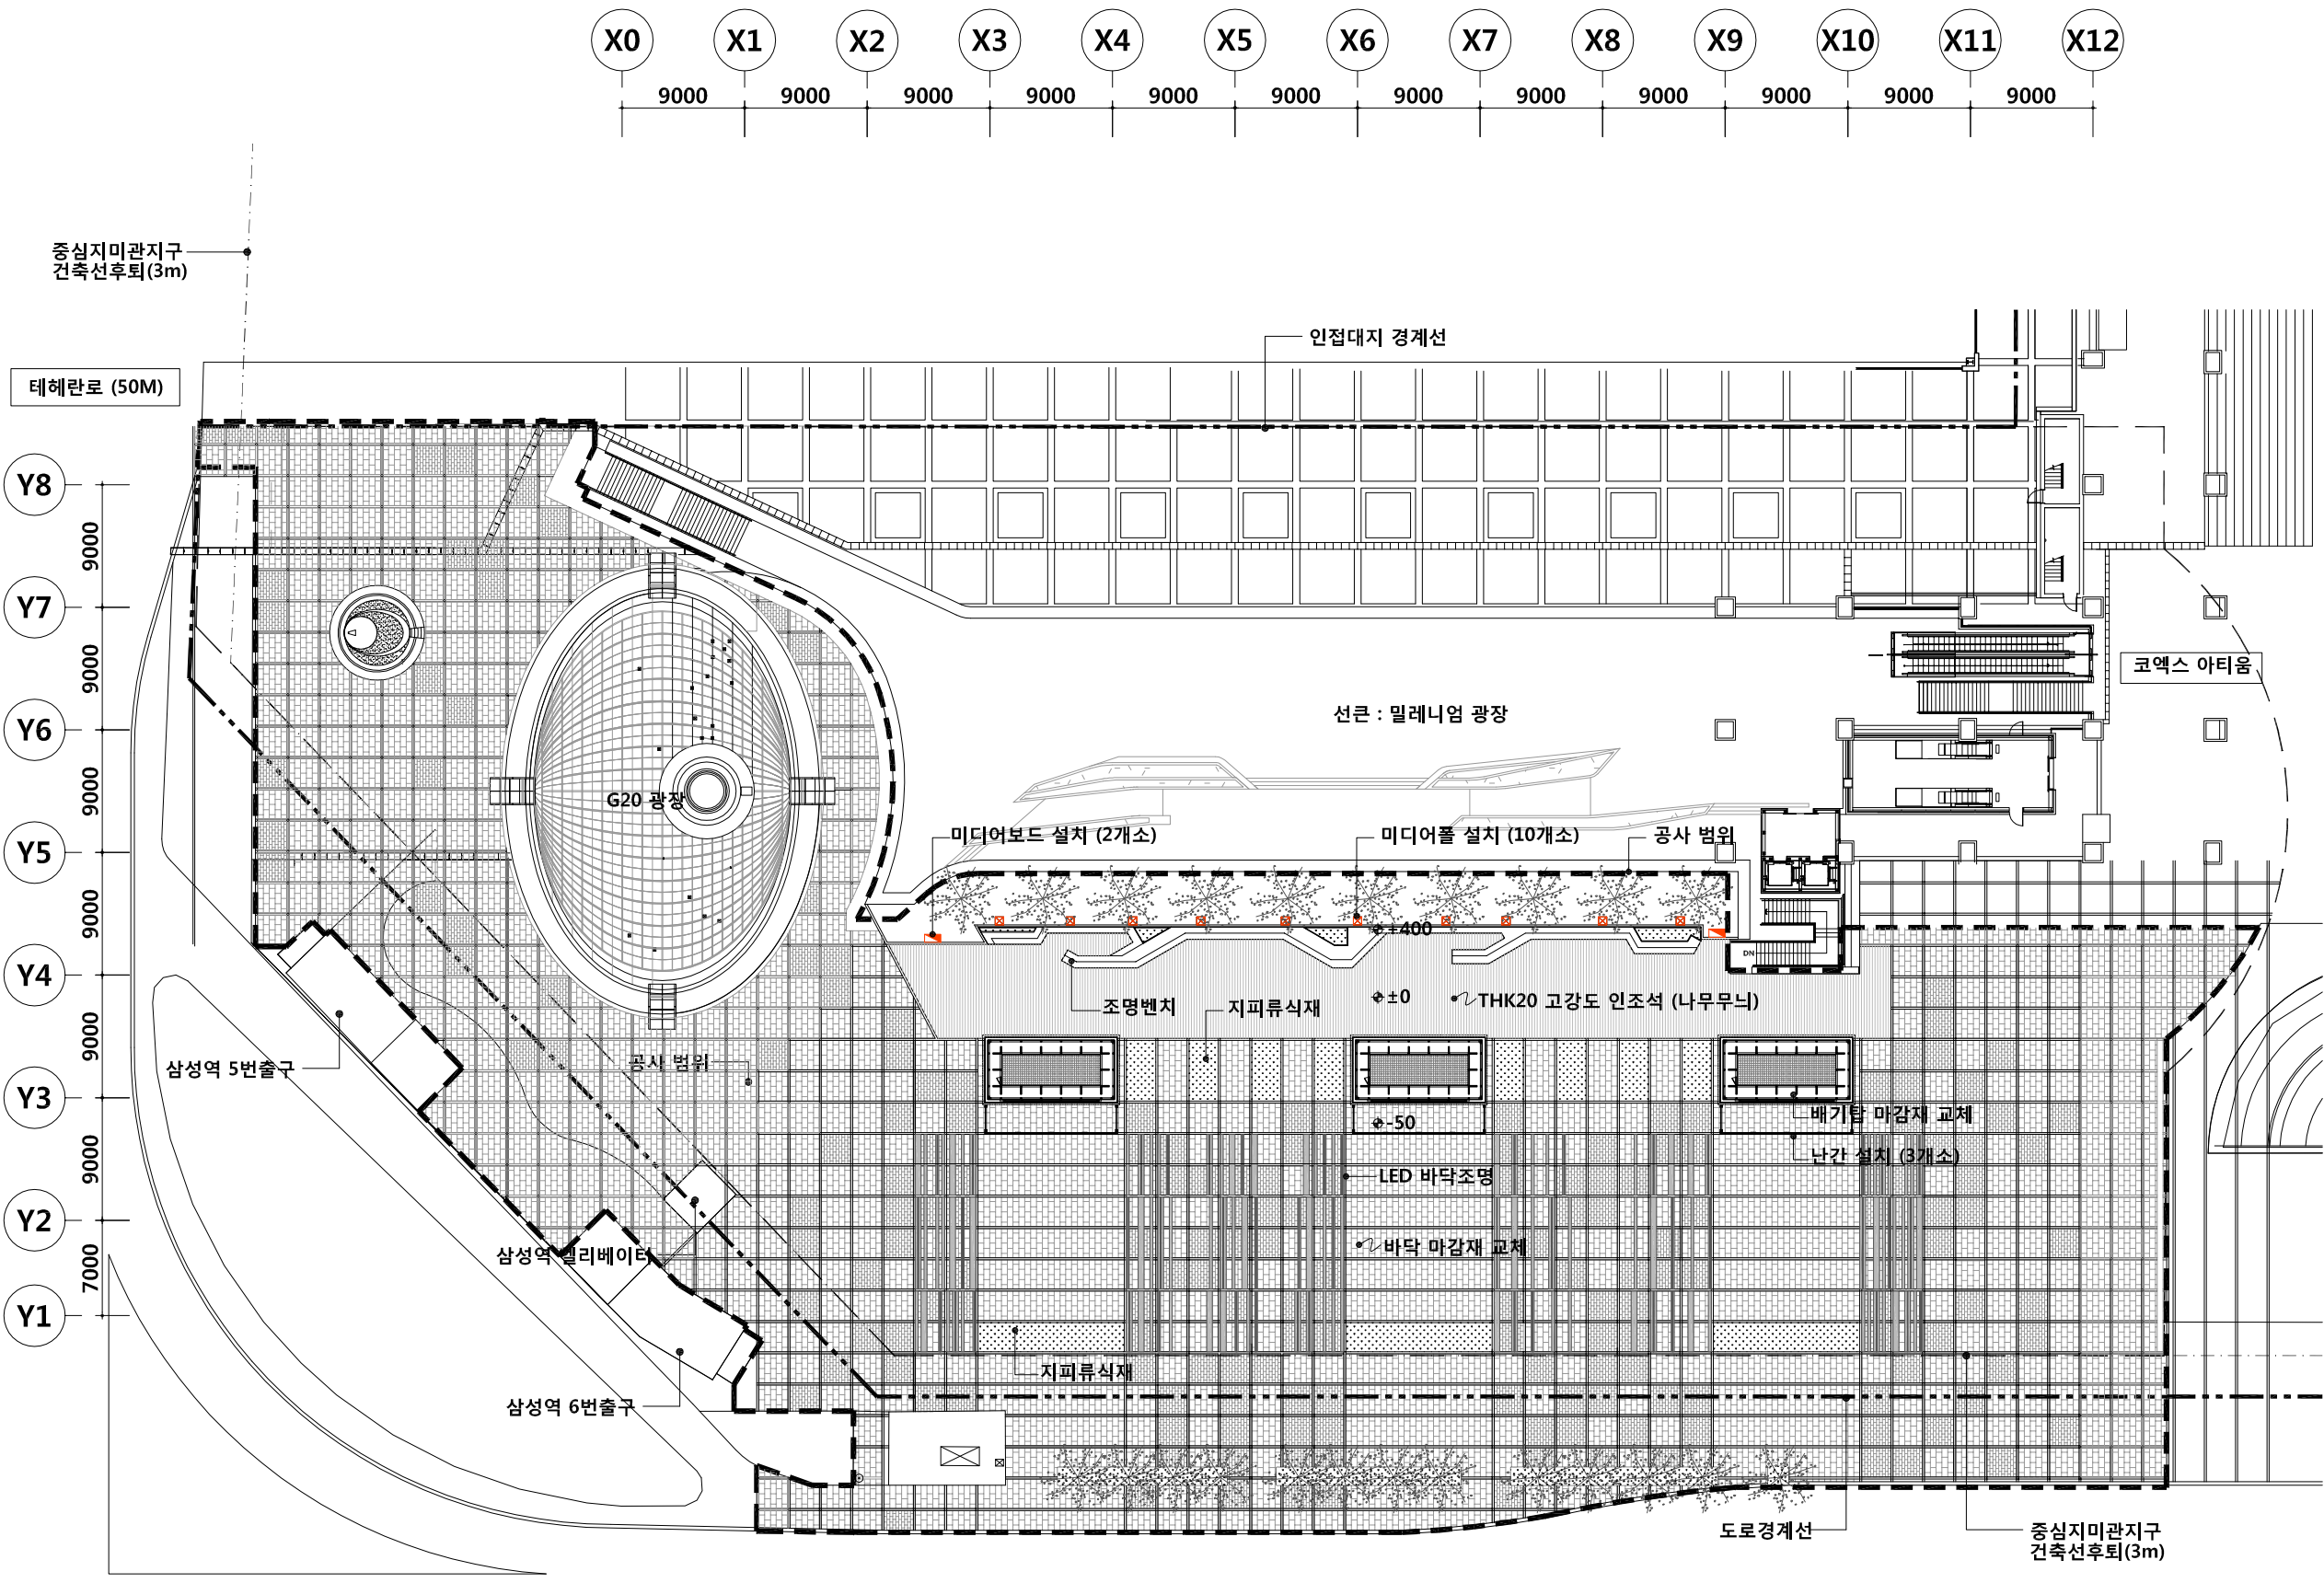 X0 X1 X2 X3 X4 X5 X6 X7 X8 X9 X10 X11 X12
9000 9000 9000 9000 9000 9000 9000 9000 9000 9000 9000 9000
중심지미관지구
건축선후퇴(3m)
인접대지 경계선
테헤란로 (50M)
Y8
9000
Y7
9000
코엑스 아티움
Y6
선큰 : 밀레니엄 광장
9000
G20 광장
미디어보드 설치 (2개소)
미디어폴 설치 (10개소)
공사 범위
Y5
9000
±400
DN
Y4
±0
THK20 고강도 인조석 (나무무늬)
조명벤치
지피류식재
9000
삼성역 5번출구
공사 범위
Y3
배기탑 마감재 교체
-50
난간 설치 (3개소)
9000
LED 바닥조명
Y2
바닥 마감재 교체
삼성역 엘리베이터
7000
Y1
지피류식재
삼성역 6번출구
도로경계선
중심지미관지구
건축선후퇴(3m)